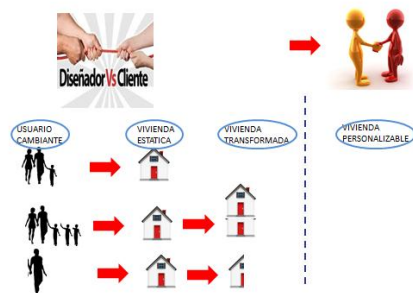 Diseñador Vs Cliente
USUARIO
CAMBIANTE
VIVIENDA
ESTATICA
VIVIENDA
TRANSFORMADA
VIVIENDA
PERSONALIZABLE